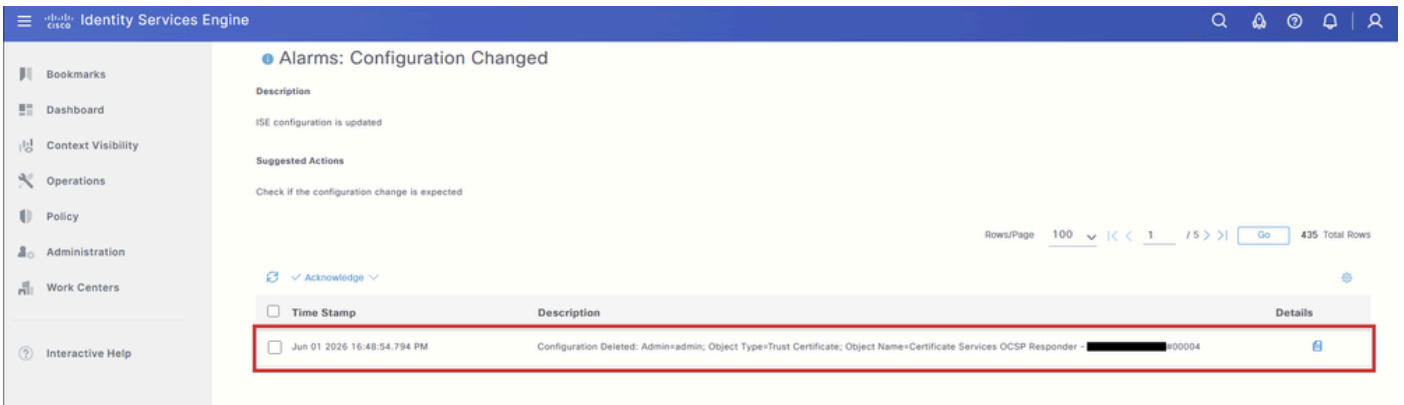 cisco Identity Services Engine
Bookmarks
Dashboard
Context Visibility
Operations
Policy
Administration
Work Centers
Interactive Help
Alarms: Configuration Changed
Description
ISE configuration is updated
Suggested Actions
Check if the configuration change is expected
Rows/Page 100 |< < 1 / 5 > >| Go 435 Total Rows
Acknowledge
Time Stamp Description Details
Jun 01 2026 16:48:54.794 PM Configuration Deleted: Admin=admin; Object Type=Trust Certificate; Object Name=Certificate Services OCSP Responder - #00004